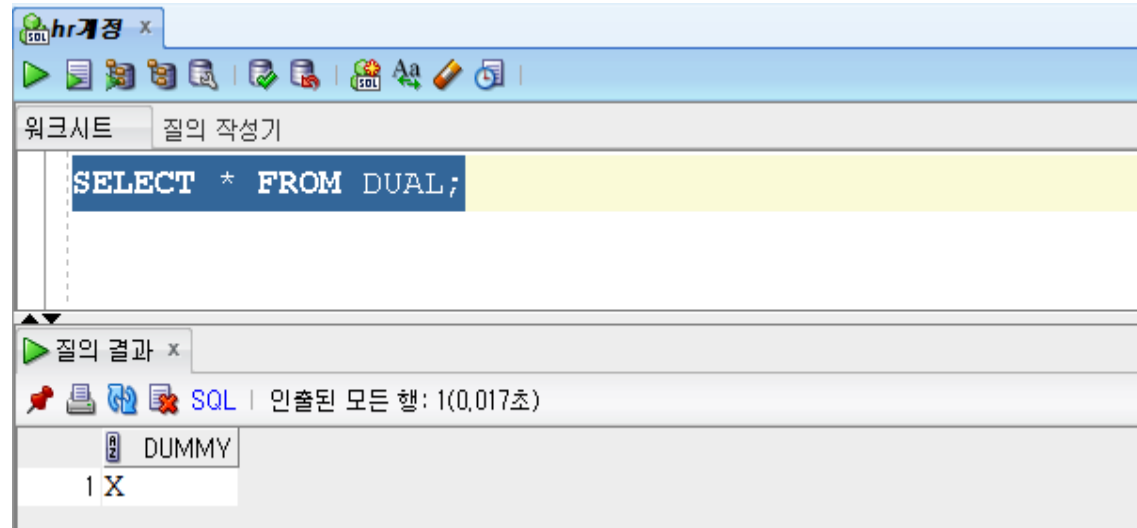 hr계정 x
워크시트 질의 작성기
SELECT * FROM DUAL;
질의 결과 x
SQL | 인출된 모든 행: 1(0,017초)
DUMMY
1 X